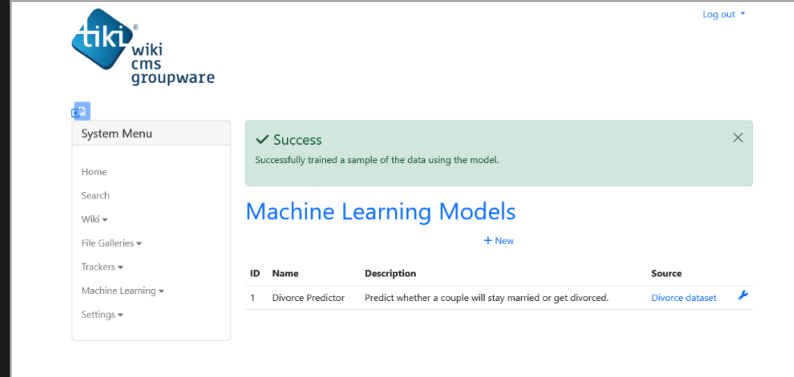 Log out
tiki
wiki
cms
groupware
System Menu
Home
Search
Wiki
File Galleries
Trackers
Machine Learning
Settings
Success
Successfully trained a sample of the data using the model.
Machine Learning Models
+ New
ID Name Description Source
1 Divorce Predictor Predict whether a couple will stay married or get divorced. Divorce dataset